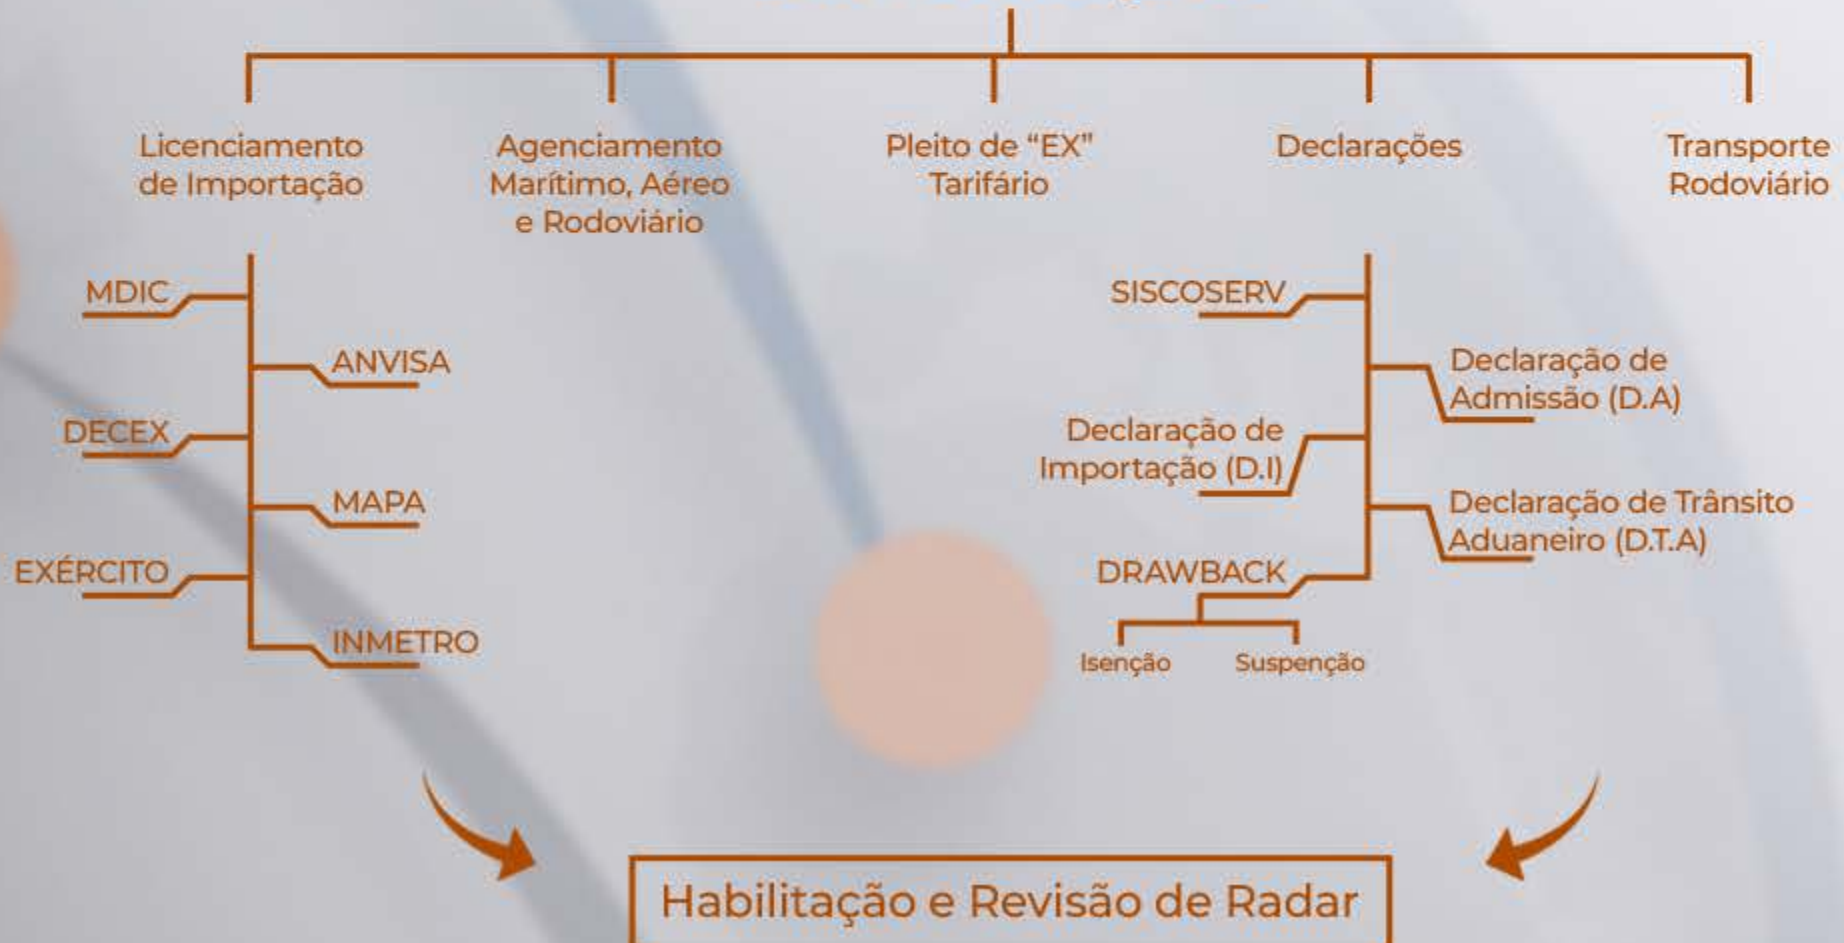 Licenciamento
de Importação
Agenciamento
Marítimo, Aéreo
e Rodoviário
Pleito de “EX”
Tarifário
Declarações
Transporte
Rodoviário
MDIC
ANVISA
DECEX
MAPA
EXÉRCITO
INMETRO
SISCOSERV
Declaração de
Admissão (D.A)
Declaração de
Importação (D.I)
Declaração de Trânsito
Aduaneiro (D.T.A)
DRAWBACK
Isenção
Suspenção
Habilitação e Revisão de Radar